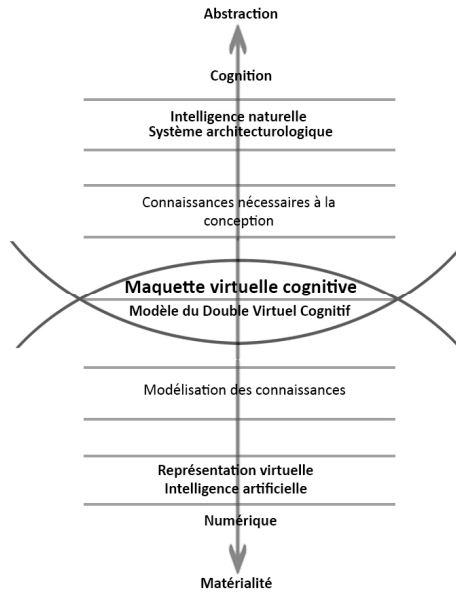 Abstraction
Cognition
Intelligence naturelle
Système architecturologique
Connaissances nécessaires à la
conception
Maquette virtuelle cognitive
Modèle du Double Virtuel Cognitif
Modélisation des connaissances
Représentation virtuelle
Intelligence artificielle
Numérique
Matérialité